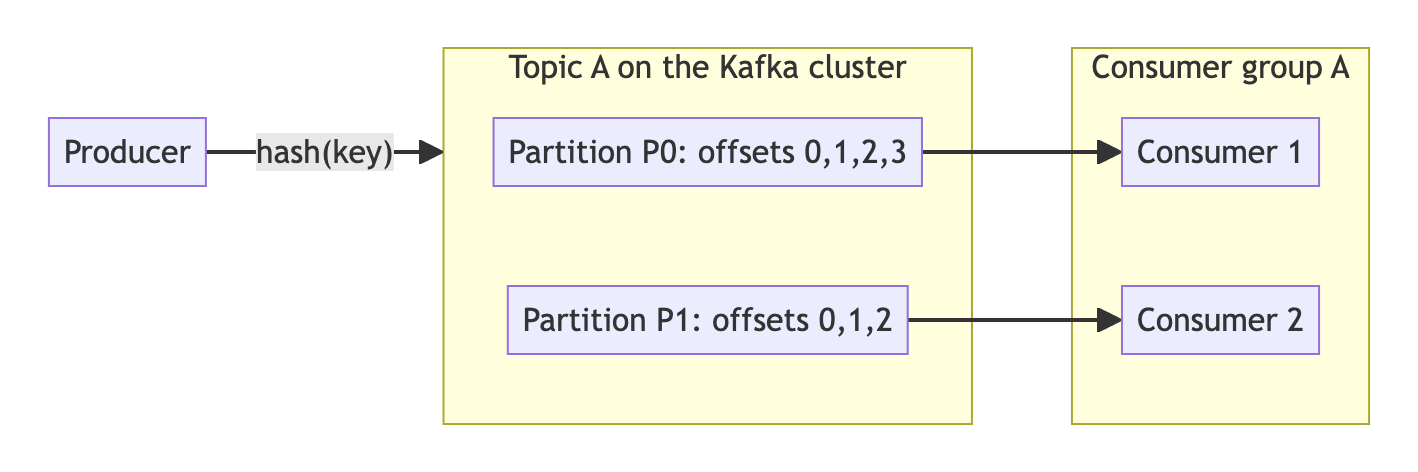 Topic A on the Kafka cluster
Consumer group A
Producer
hash(key)
Partition P0: offsets 0,1,2,3
Consumer 1
Partition P1: offsets 0,1,2
Consumer 2